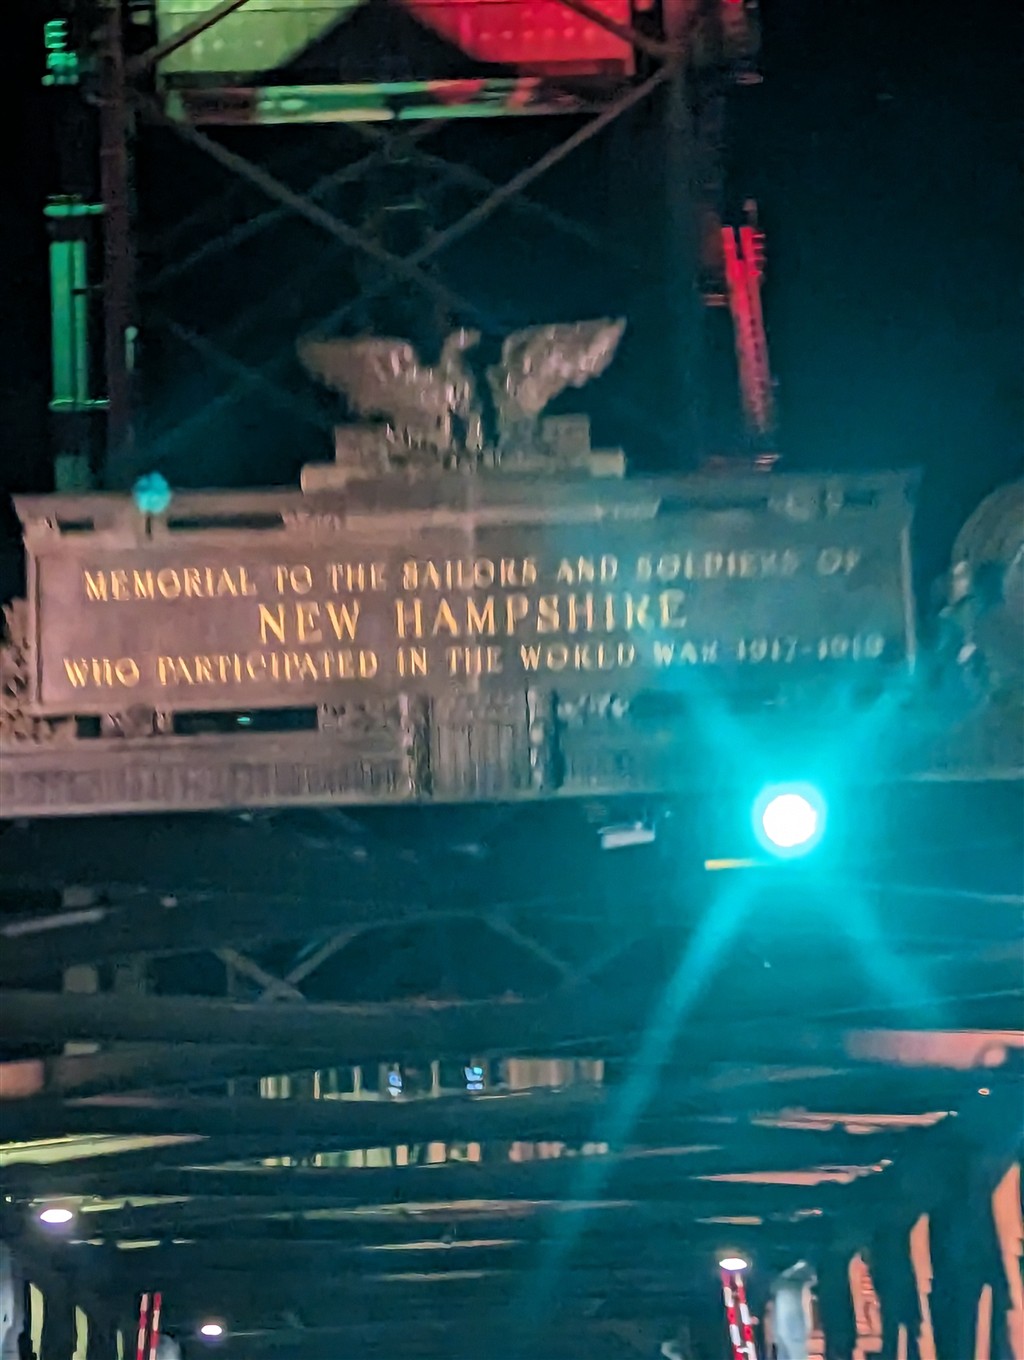 MEMORIAL TO THE SAILORS AND SOLDIERS OF
NEW HAMPSHIRE
WHO PARTICIPATED IN THE WORLD WAR 1917-1919